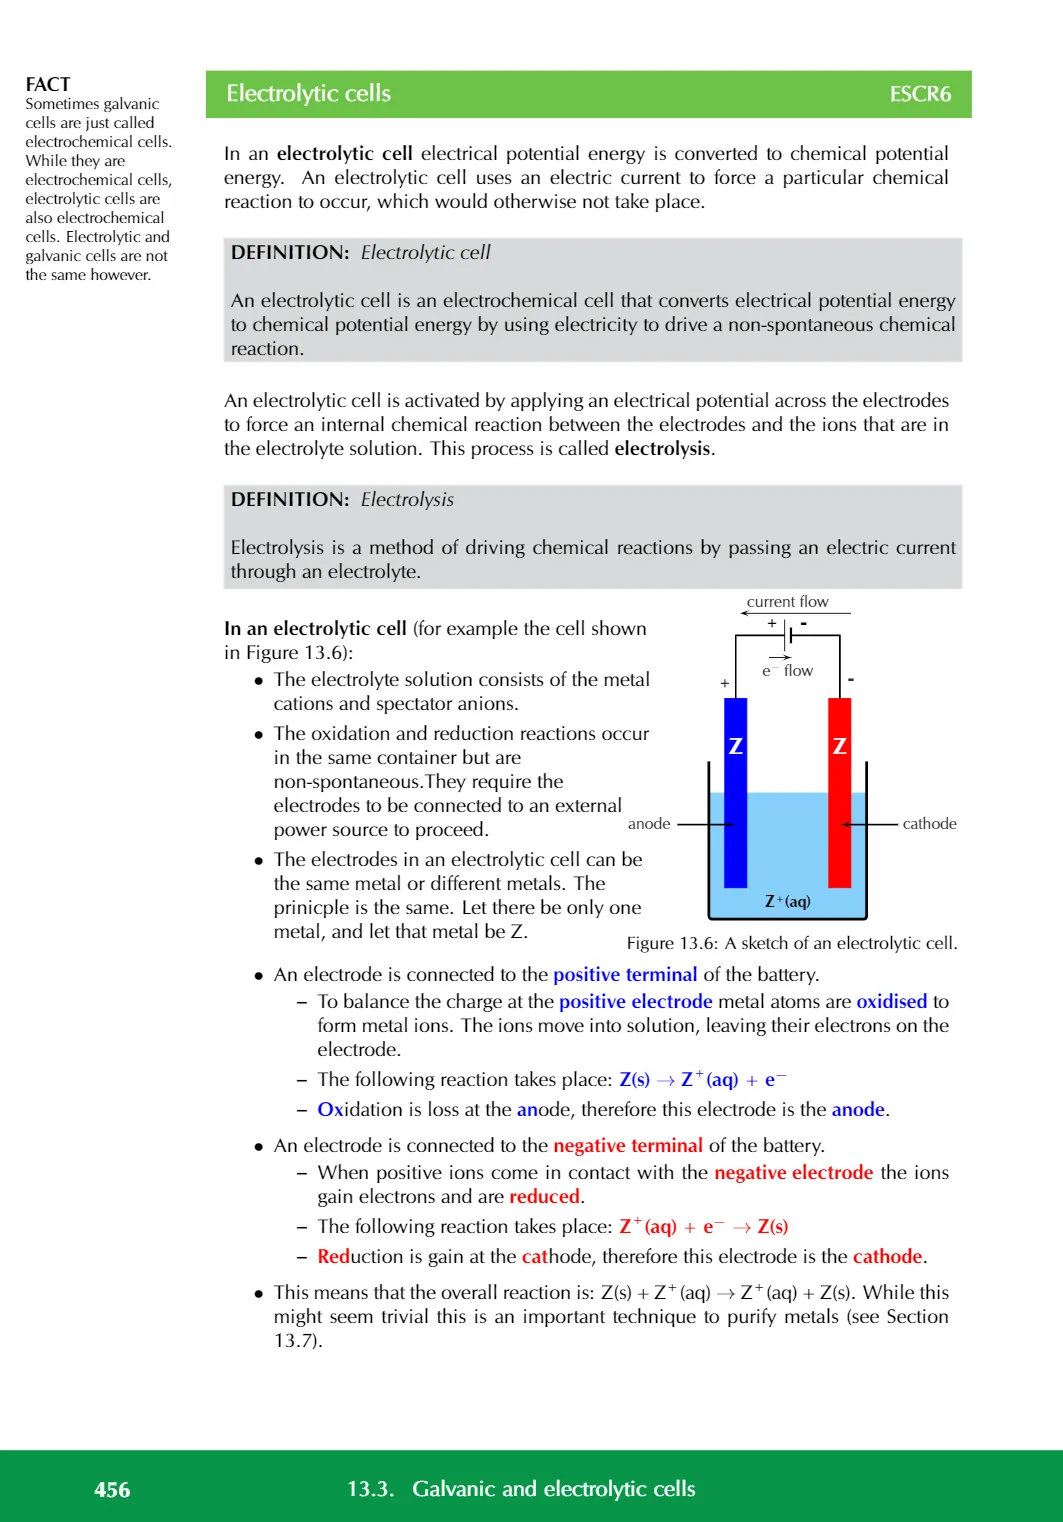 FACT
Sometimes galvanic
cells are just called
electrochemical cells.
While they are
electrochemical cells,
electrolytic cells are
also electrochemical
cells. Electrolytic and
galvanic cells are not
the same however.
Electrolytic cells ESCR6
In an electrolytic cell electrical potential energy is converted to chemical potential
energy. An electrolytic cell uses an electric current to force a particular chemical
reaction to occur, which would otherwise not take place.
DEFINITION: Electrolytic cell
An electrolytic cell is an electrochemical cell that converts electrical potential energy
to chemical potential energy by using electricity to drive a non-spontaneous chemical
reaction.
An electrolytic cell is activated by applying an electrical potential across the electrodes
to force an internal chemical reaction between the electrodes and the ions that are in
the electrolyte solution. This process is called electrolysis.
DEFINITION: Electrolysis
Electrolysis is a method of driving chemical reactions by passing an electric current
through an electrolyte.
In an electrolytic cell (for example the cell shown
in Figure 13.6):
• The electrolyte solution consists of the metal
cations and spectator anions.
• The oxidation and reduction reactions occur
in the same container but are
non-spontaneous.They require the
electrodes to be connected to an external
power source to proceed.
• The electrodes in an electrolytic cell can be
the same metal or different metals. The
prinicple is the same. Let there be only one
metal, and let that metal be Z.
current flow
+ -
e⁻ flow
+ -
Z Z
anode cathode
Z⁺(aq)
Figure 13.6: A sketch of an electrolytic cell.
• An electrode is connected to the positive terminal of the battery.
– To balance the charge at the positive electrode metal atoms are oxidised to
form metal ions. The ions move into solution, leaving their electrons on the
electrode.
– The following reaction takes place: Z(s) → Z⁺(aq) + e⁻
– Oxidation is loss at the anode, therefore this electrode is the anode.
• An electrode is connected to the negative terminal of the battery.
– When positive ions come in contact with the negative electrode the ions
gain electrons and are reduced.
– The following reaction takes place: Z⁺(aq) + e⁻ → Z(s)
– Reduction is gain at the cathode, therefore this electrode is the cathode.
• This means that the overall reaction is: Z(s) + Z⁺(aq) → Z⁺(aq) + Z(s). While this
might seem trivial this is an important technique to purify metals (see Section
13.7).
456 13.3. Galvanic and electrolytic cells